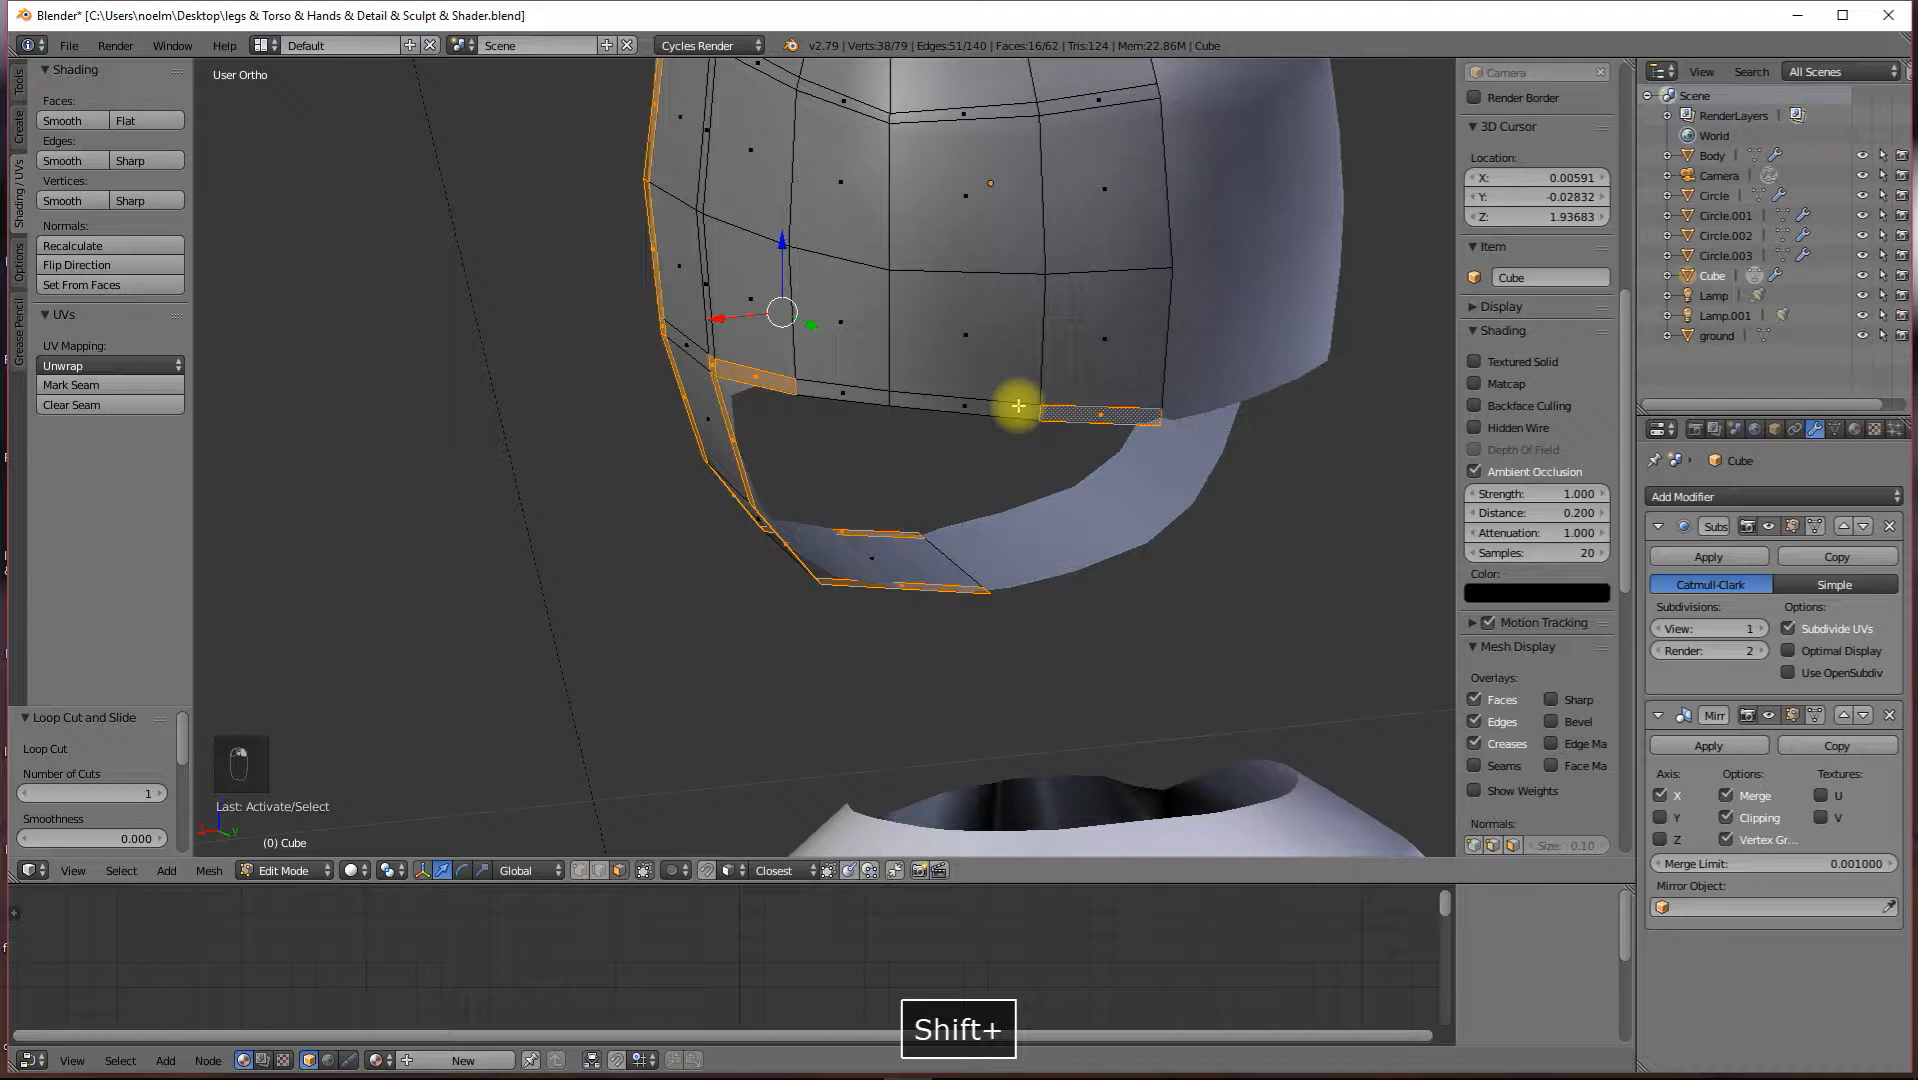 Blender* [C:\Users\noelm\Desktop\legs & Torso & Hands & Detail & Sculpt & Shader.blend]
File Render Window Help Default Scene Cycles Render v2.79 | Verts:38/79 | Edges:51/140 | Faces:16/62 | Tris:124 | Mem:22.86M | Cube
Tools
Create
Shading / UVs
Options
Grease Pencil
Shading
Faces:
Smooth Flat
Edges:
Smooth Sharp
Vertices:
Smooth Sharp
Normals:
Recalculate
Flip Direction
Set From Faces
UVs
UV Mapping:
Unwrap
Mark Seam
Clear Seam
Loop Cut and Slide
Loop Cut
Number of Cuts
1
Smoothness
0.000
User Ortho
Last: Activate/Select
(0) Cube
View Select Add Mesh Edit Mode Global Closest
Shift+
View Select Add Node New
Camera
Render Border
3D Cursor
Location:
X: 0.00591
Y: -0.02832
Z: 1.93683
Item
Cube
Display
Shading
Textured Solid
Matcap
Backface Culling
Hidden Wire
Depth Of Field
Ambient Occlusion
Strength: 1.000
Distance: 0.200
Attenuation: 1.000
Samples: 20
Color:
Motion Tracking
Mesh Display
Overlays:
Faces Sharp
Edges Bevel
Creases Edge Ma
Seams Face Ma
Show Weights
Normals:
Size: 0.10
View Search All Scenes
Scene
RenderLayers
World
Body
Camera
Circle
Circle.001
Circle.002
Circle.003
Cube
Lamp
Lamp.001
ground
Cube
Add Modifier
Subs
Apply Copy
Catmull-Clark Simple
Subdivisions: Options:
View: 1 Subdivide UVs
Render: 2 Optimal Display
Use OpenSubdiv
Mirr
Apply Copy
Axis: Options: Textures:
X Merge U
Y Clipping V
Z Vertex Gr...
Merge Limit: 0.001000
Mirror Object: